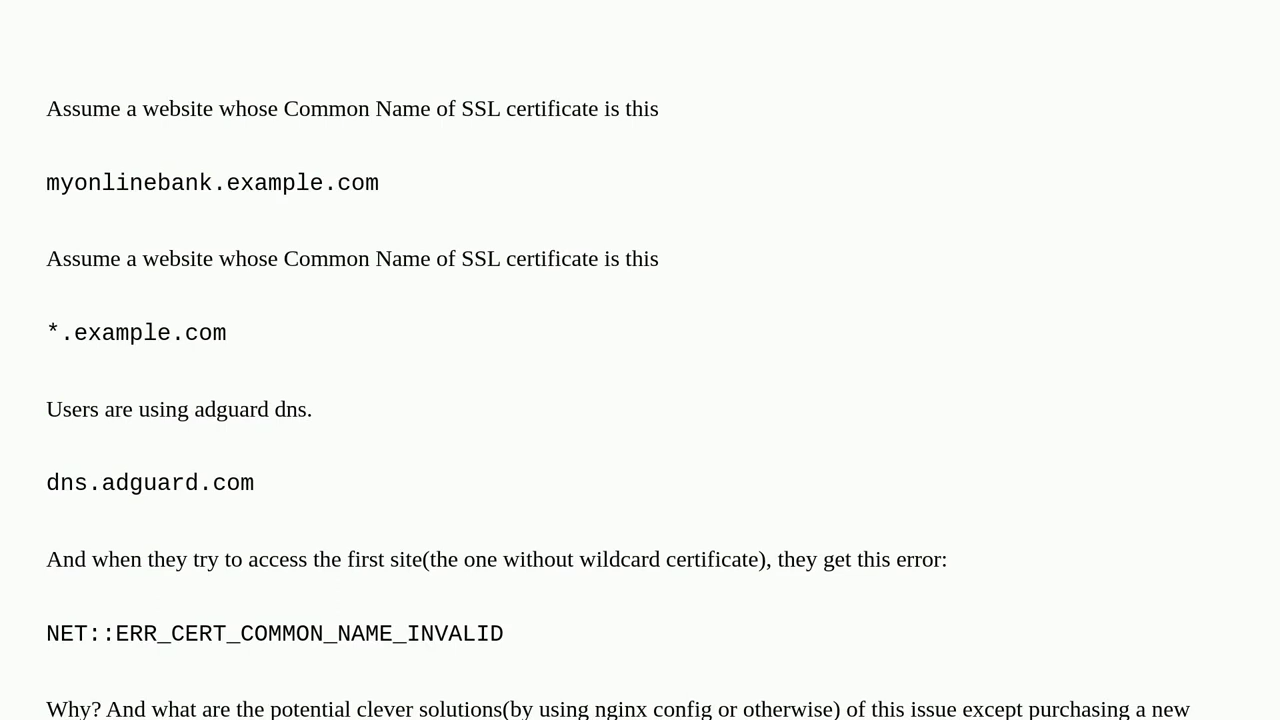 Assume a website whose Common Name of SSL certificate is this
myonlinebank.example.com
Assume a website whose Common Name of SSL certificate is this
*.example.com
Users are using adguard dns.
dns.adguard.com
And when they try to access the first site(the one without wildcard certificate), they get this error:
NET::ERR_CERT_COMMON_NAME_INVALID
Why? And what are the potential clever solutions(by using nginx config or otherwise) of this issue except purchasing a new